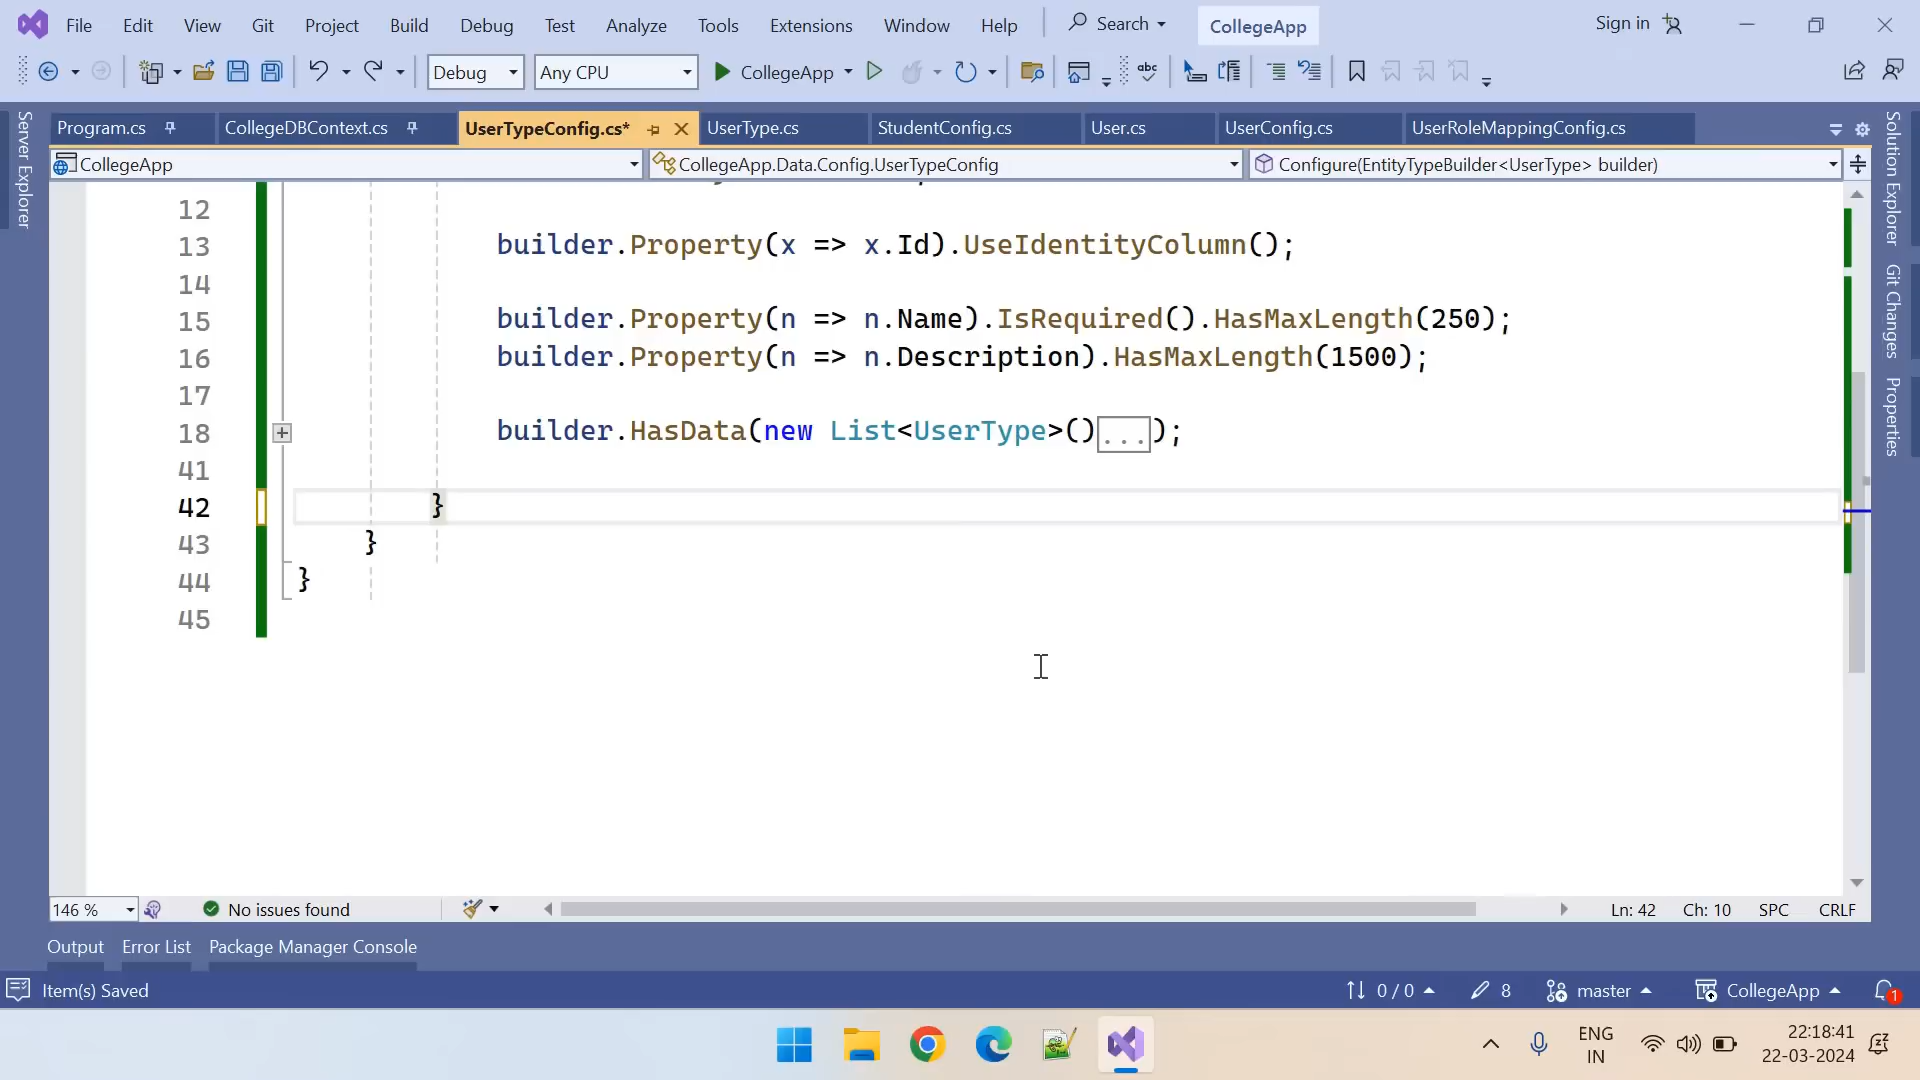 File Edit View Git Project Build Debug Test Analyze Tools Extensions Window Help Search CollegeApp Sign in
Debug Any CPU CollegeApp
Program.cs CollegeDBContext.cs UserTypeConfig.cs* UserType.cs StudentConfig.cs User.cs UserConfig.cs UserRoleMappingConfig.cs
CollegeApp CollegeApp.Data.Config.UserTypeConfig Configure(EntityTypeBuilder<UserType> builder)
Server Explorer
Solution Explorer
Git Changes
Properties
12
13 builder.Property(x => x.Id).UseIdentityColumn();
14
15 builder.Property(n => n.Name).IsRequired().HasMaxLength(250);
16 builder.Property(n => n.Description).HasMaxLength(1500);
17
18 builder.HasData(new List<UserType>()...);
41
42 }
43 }
44 }
45
146 % No issues found Ln: 42 Ch: 10 SPC CRLF
Output Error List Package Manager Console
Item(s) Saved 0 / 0 8 master CollegeApp 1
ENG 22:18:41
IN 22-03-2024